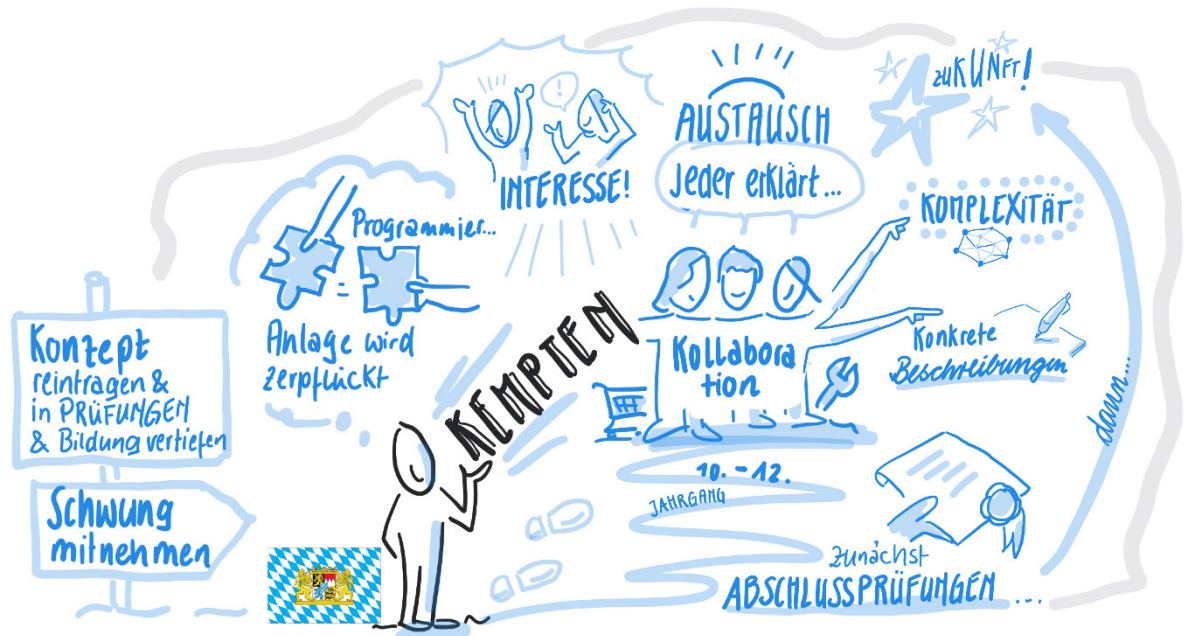 Konzept
reintragen &
in PRÜFUNGEN
& Bildung vertiefen
Schwung
mitnehmen
Programmier...
=
Anlage wird
zerpflückt
INTERESSE!
!
KEMPTEN
AUSTAUSCH
Jeder erklärt...
Kollabora
tion
10. - 12.
JAHRGANG
zuKUNFT!
KOMPLEXITÄT
Konkrete
Beschreibungen
dann...
zunächst
ABSCHLUSSPRÜFUNGEN ...